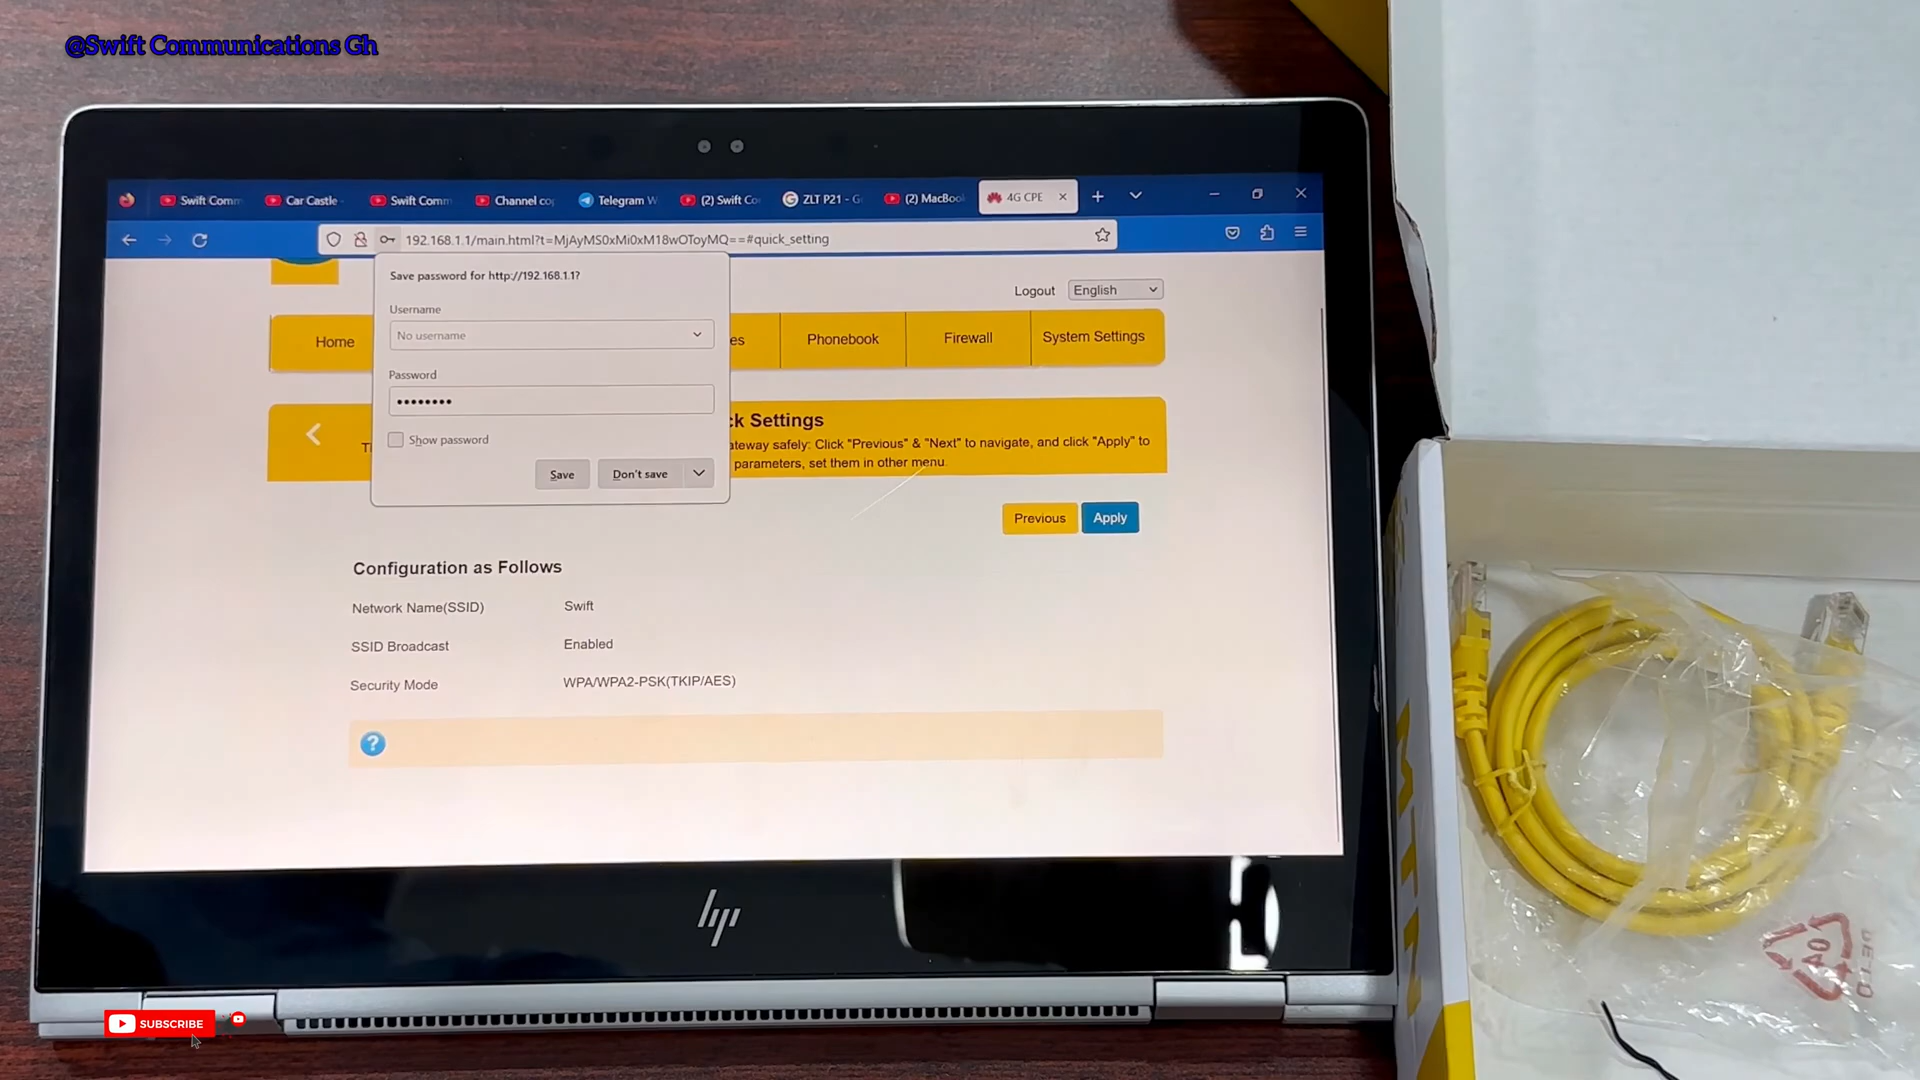 @Swift Communications Gh
Swift Comm
Car Castle -
Swift Comm
Channel co
Telegram W
(2) Swift Co
ZLT P21 - G
(2) MacBoo
4G CPE
192.168.1.1/main.html?t=MjAyMS0xMi0xM18wOToyMQ==#quick_setting
Save password for http://192.168.1.1?
Username
No username
Password
••••••••
Show password
Save
Don't save
Logout
English
Home
es
Phonebook
Firewall
System Settings
ck Settings
ateway safely: Click "Previous" & "Next" to navigate, and click "Apply" to
parameters, set them in other menu.
Previous
Apply
Configuration as Follows
Network Name(SSID) Swift
SSID Broadcast Enabled
Security Mode WPA/WPA2-PSK(TKIP/AES)
?
hp
SUBSCRIBE
MTN